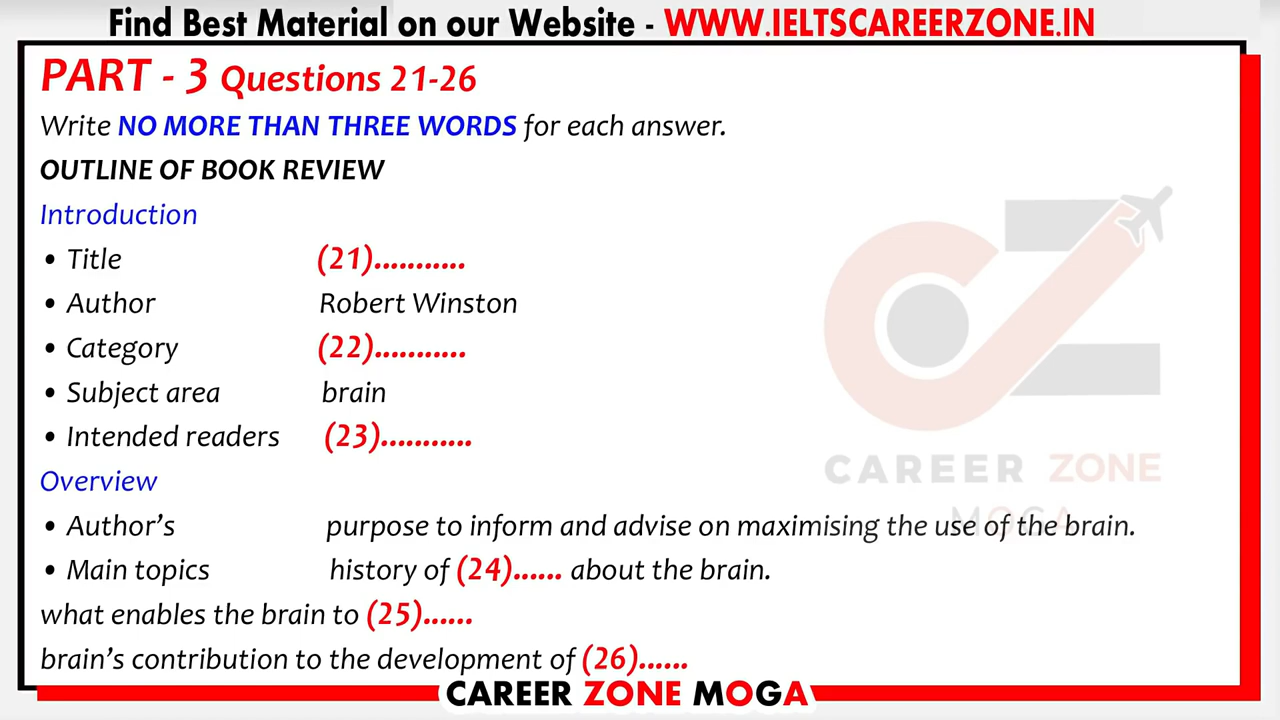 Find Best Material on our Website - WWW.IELTSCAREERZONE.IN
PART - 3 Questions 21-26
Write NO MORE THAN THREE WORDS for each answer.
OUTLINE OF BOOK REVIEW
Introduction
• Title (21)...........
• Author Robert Winston
• Category (22)...........
• Subject area brain
• Intended readers (23)...........
CAREER ZONE
Overview
MOGA
• Author's purpose to inform and advise on maximising the use of the brain.
• Main topics history of (24)...... about the brain.
what enables the brain to (25)......
brain's contribution to the development of (26)......
CAREER ZONE MOGA